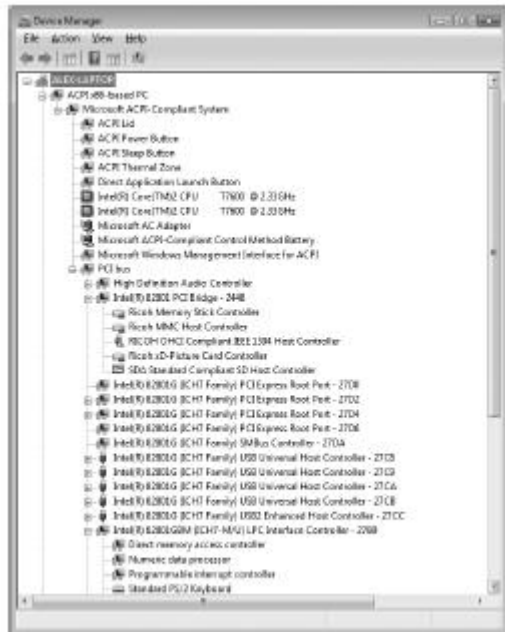 Device Manager
File Action View Help
ALEX-LAPTOP
ACPI x86-based PC
Microsoft ACPI-Compliant System
ACPI Lid
ACPI Power Button
ACPI Sleep Button
ACPI Thermal Zone
Direct Application Launch Button
Intel(R) Core(TM)2 CPU T7600 @ 2.33GHz
Intel(R) Core(TM)2 CPU T7600 @ 2.33GHz
Microsoft AC Adapter
Microsoft ACPI-Compliant Control Method Battery
Microsoft Windows Management Interface for ACPI
PCI bus
High Definition Audio Controller
Intel(R) 82801 PCI Bridge - 2448
Ricoh Memory Stick Controller
Ricoh MMC Host Controller
RICOH OHCI Compliant IEEE 1394 Host Controller
Ricoh xD-Picture Card Controller
SDA Standard Compliant SD Host Controller
Intel(R) 82801G (ICH7 Family) PCI Express Root Port - 27D0
Intel(R) 82801G (ICH7 Family) PCI Express Root Port - 27D2
Intel(R) 82801G (ICH7 Family) PCI Express Root Port - 27D4
Intel(R) 82801G (ICH7 Family) PCI Express Root Port - 27D6
Intel(R) 82801G (ICH7 Family) SMBus Controller - 27DA
Intel(R) 82801G (ICH7 Family) USB Universal Host Controller - 27C8
Intel(R) 82801G (ICH7 Family) USB Universal Host Controller - 27C9
Intel(R) 82801G (ICH7 Family) USB Universal Host Controller - 27CA
Intel(R) 82801G (ICH7 Family) USB Universal Host Controller - 27CB
Intel(R) 82801G (ICH7 Family) USB2 Enhanced Host Controller - 27CC
Intel(R) 82801GBM (ICH7-M/U) LPC Interface Controller - 27B9
Direct memory access controller
Numeric data processor
Programmable interrupt controller
Standard PS/2 Keyboard